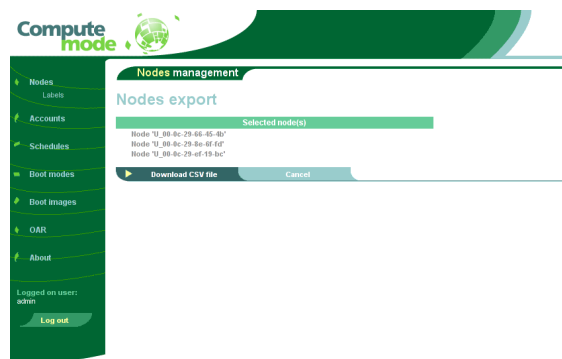 Compute
mode
Nodes management
Nodes
Labels
Accounts
Schedules
Boot modes
Boot images
OAR
About
Logged on user:
admin
Log out
Nodes export
Selected node(s)
Node 'U_00-0c-29-66-45-4b'
Node 'U_00-0c-29-8e-6f-fd'
Node 'U_00-0c-29-ef-19-bc'
Download CSV file
Cancel